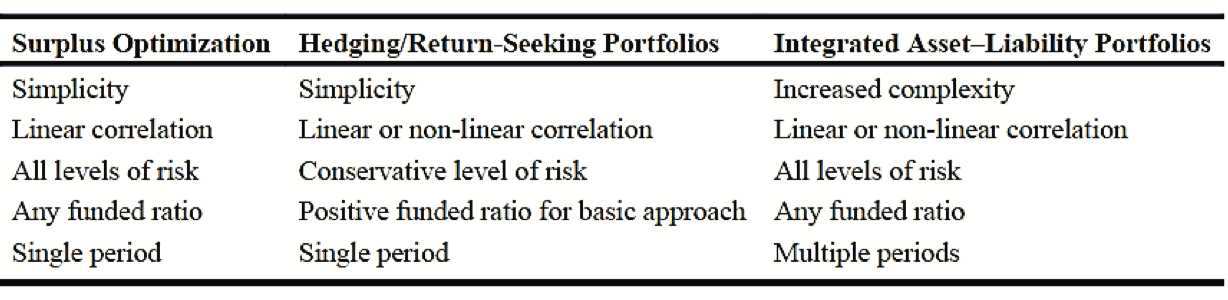 Surplus Optimization Hedging/Return-Seeking Portfolios Integrated Asset–Liability Portfolios
Simplicity Simplicity Increased complexity
Linear correlation Linear or non-linear correlation Linear or non-linear correlation
All levels of risk Conservative level of risk All levels of risk
Any funded ratio Positive funded ratio for basic approach Any funded ratio
Single period Single period Multiple periods